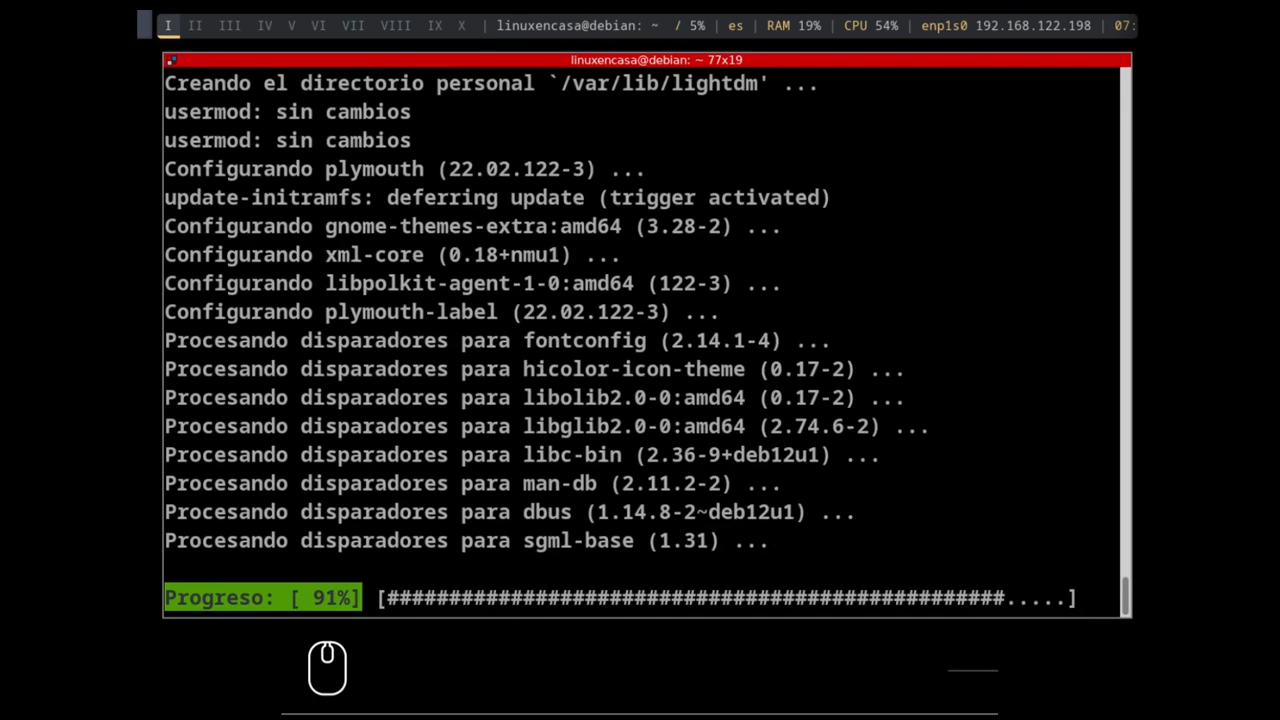 I II III IV V VI VII VIII IX X | linuxencasa@debian: ~ / 5% | es | RAM 19% | CPU 54% | enp1s0 192.168.122.198 | 07:
linuxencasa@debian: ~ 77x19
Creando el directorio personal `/var/lib/lightdm' ...
usermod: sin cambios
usermod: sin cambios
Configurando plymouth (22.02.122-3) ...
update-initramfs: deferring update (trigger activated)
Configurando gnome-themes-extra:amd64 (3.28-2) ...
Configurando xml-core (0.18+nmu1) ...
Configurando libpolkit-agent-1-0:amd64 (122-3) ...
Configurando plymouth-label (22.02.122-3) ...
Procesando disparadores para fontconfig (2.14.1-4) ...
Procesando disparadores para hicolor-icon-theme (0.17-2) ...
Procesando disparadores para libolib2.0-0:amd64 (0.17-2) ...
Procesando disparadores para libglib2.0-0:amd64 (2.74.6-2) ...
Procesando disparadores para libc-bin (2.36-9+deb12u1) ...
Procesando disparadores para man-db (2.11.2-2) ...
Procesando disparadores para dbus (1.14.8-2~deb12u1) ...
Procesando disparadores para sgml-base (1.31) ...
Progreso: [ 91%] [##################################################.....]